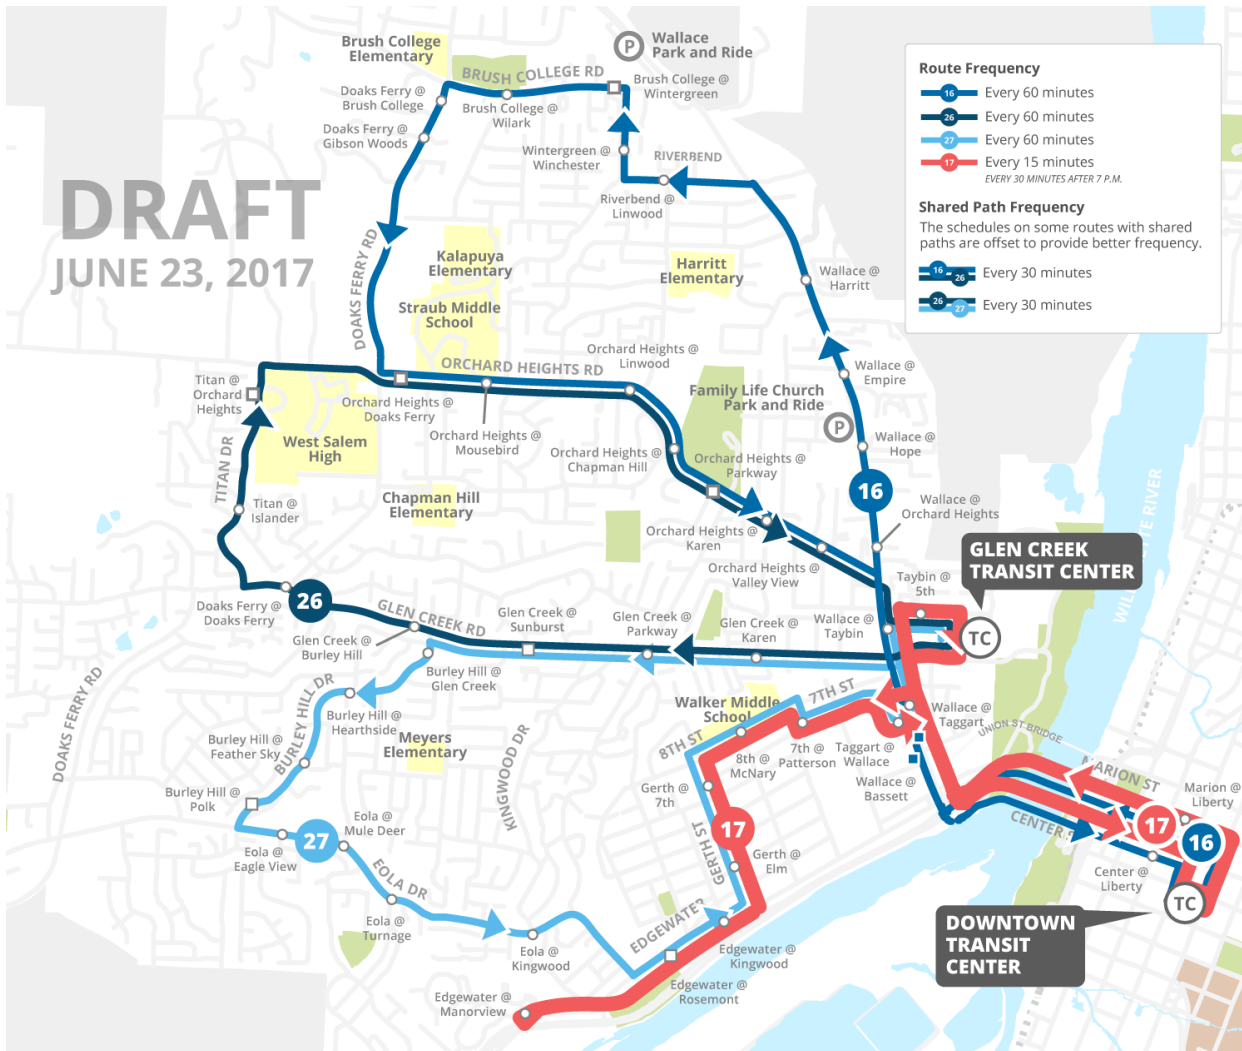 Brush College
Elementary
P
Wallace
Park and Ride
BRUSH COLLEGE RD
Brush College @
Wintergreen
Doaks Ferry @
Brush College
Brush College @
Wilark
Doaks Ferry @
Gibson Woods
Wintergreen @
Winchester
RIVERBEND
Riverbend @
Linwood
DRAFT
JUNE 23, 2017
Route Frequency
16 Every 60 minutes
26 Every 60 minutes
27 Every 60 minutes
17 Every 15 minutes
EVERY 30 MINUTES AFTER 7 P.M.
Shared Path Frequency
The schedules on some routes with shared
paths are offset to provide better frequency.
16 26 Every 30 minutes
26 27 Every 30 minutes
DOAKS FERRY RD
Kalapuya
Elementary
Straub Middle
School
Harritt
Elementary
Wallace @
Harritt
ORCHARD HEIGHTS RD
Orchard Heights @
Linwood
Wallace @
Empire
Titan @
Orchard
Heights
Orchard Heights @
Doaks Ferry
Family Life Church
Park and Ride
P
Orchard Heights @
Mousebird
West Salem
High
Orchard Heights @
Chapman Hill
Orchard Heights @
Parkway
Wallace @
Hope
16
TITAN DR
Titan @
Islander
Chapman Hill
Elementary
Wallace @
Orchard Heights
Orchard Heights @
Karen
Orchard Heights @
Valley View
GLEN CREEK
TRANSIT CENTER
Taybin @
5th
TC
26
Doaks Ferry @
Doaks Ferry
GLEN CREEK RD
Glen Creek @
Burley Hill
Glen Creek @
Sunburst
Glen Creek @
Parkway
Glen Creek @
Karen
Wallace @
Taybin
Burley Hill @
Glen Creek
DOAKS FERRY RD
BURLEY HILL DR
Burley Hill @
Hearthside
Burley Hill @
Feather Sky
Meyers
Elementary
Walker Middle
School
7TH ST
8TH ST
Wallace @
Taggart
UNION ST BRIDGE
8th @
McNary
7th @
Patterson
Taggart @
Wallace
Wallace @
Bassett
KINGWOOD DR
Burley Hill @
Polk
Gerth @
7th
MARION ST
Marion @
Liberty
Eola @
Mule Deer
27
Eola @
Eagle View
17
GERTH ST
Gerth @
Elm
CENTER S
17
16
Center @
Liberty
TC
EOLA DR
Eola @
Turnage
Eola @
Kingwood
EDGEWATER
Edgewater @
Kingwood
Edgewater @
Rosemont
Edgewater @
Manorview
DOWNTOWN
TRANSIT
CENTER